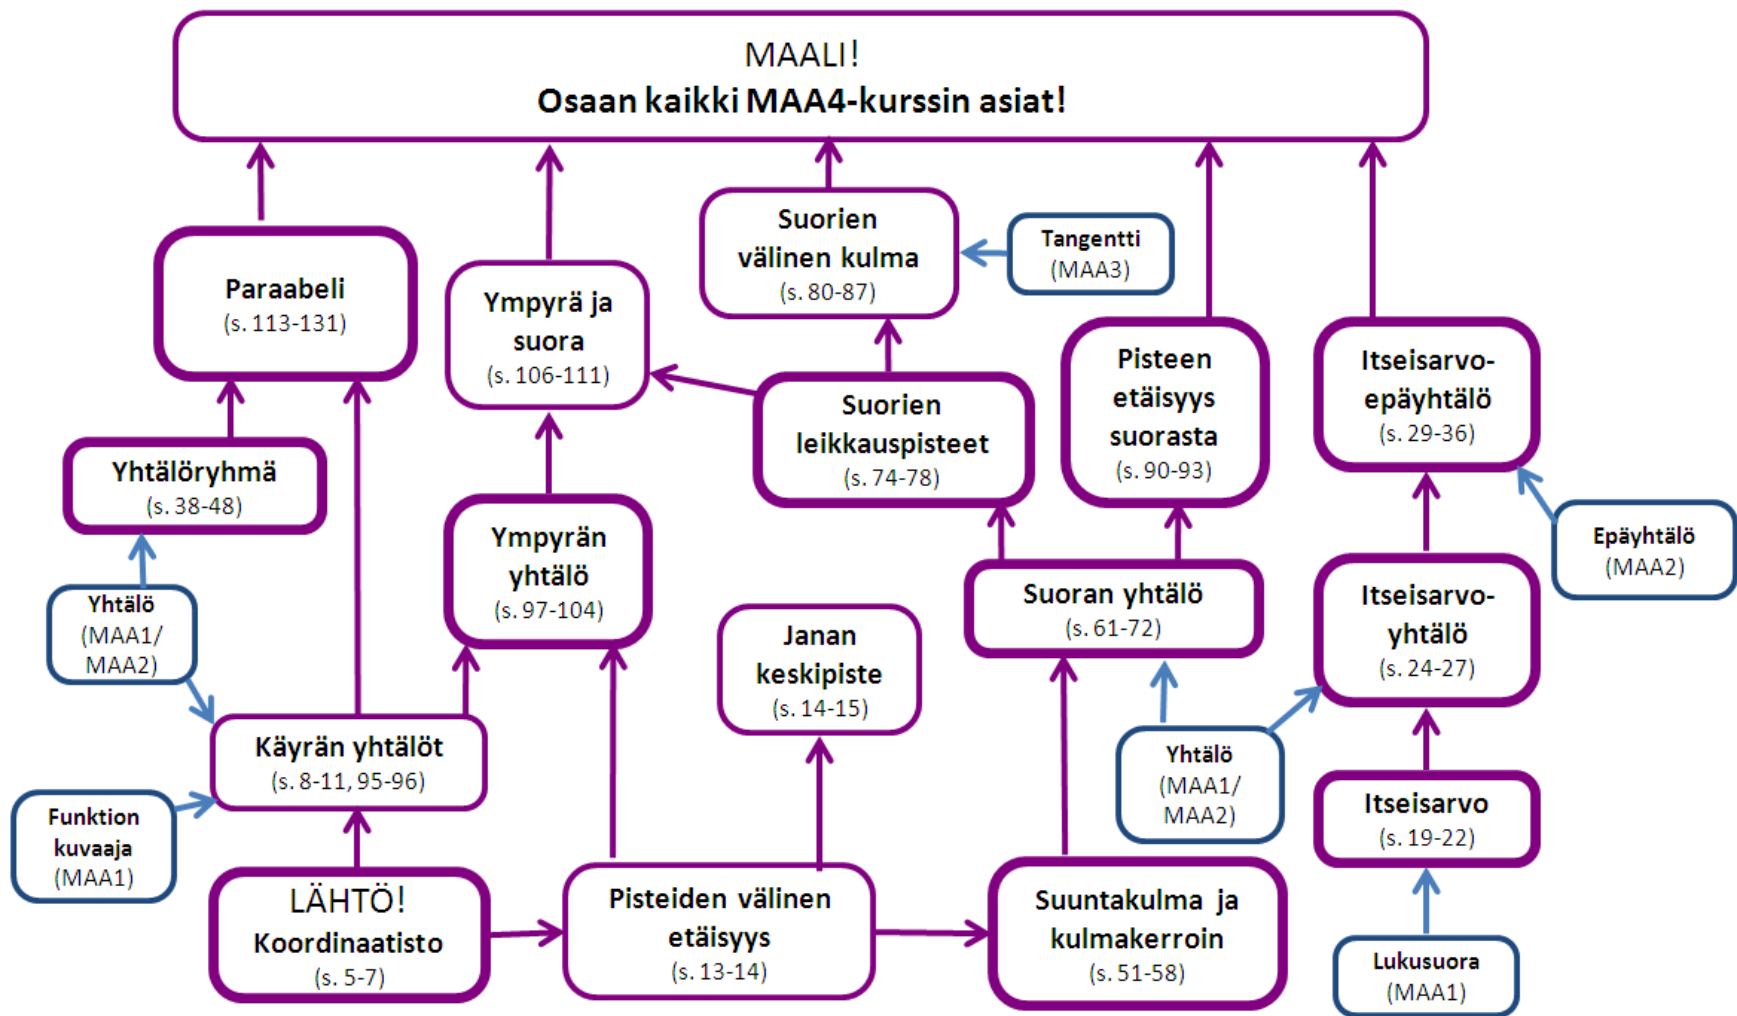 MAALI!
Osaan kaikki MAA4-kurssin asiat!
Suorien
välinen kulma
(s. 80-87)
Tangentti
(MAA3)
Paraabeli
(s. 113-131)
Ympyrä ja
suora
(s. 106-111)
Pisteen
etäisyys
suorasta
(s. 90-93)
Itseisarvo-
epäyhtälö
(s. 29-36)
Suorien
leikkauspisteet
(s. 74-78)
Yhtälöryhmä
(s. 38-48)
Ympyrän
yhtälö
(s. 97-104)
Epäyhtälö
(MAA2)
Yhtälö
(MAA1/
MAA2)
Janan
keskipiste
(s. 14-15)
Suoran yhtälö
(s. 61-72)
Itseisarvo-
yhtälö
(s. 24-27)
Käyrän yhtälöt
(s. 8-11, 95-96)
Yhtälö
(MAA1/
MAA2)
Itseisarvo
(s. 19-22)
Funktion
kuvaaja
(MAA1)
LÄHTÖ!
Koordinaatisto
(s. 5-7)
Pisteiden välinen
etäisyys
(s. 13-14)
Suuntakulma ja
kulmakerroin
(s. 51-58)
Lukusuora
(MAA1)